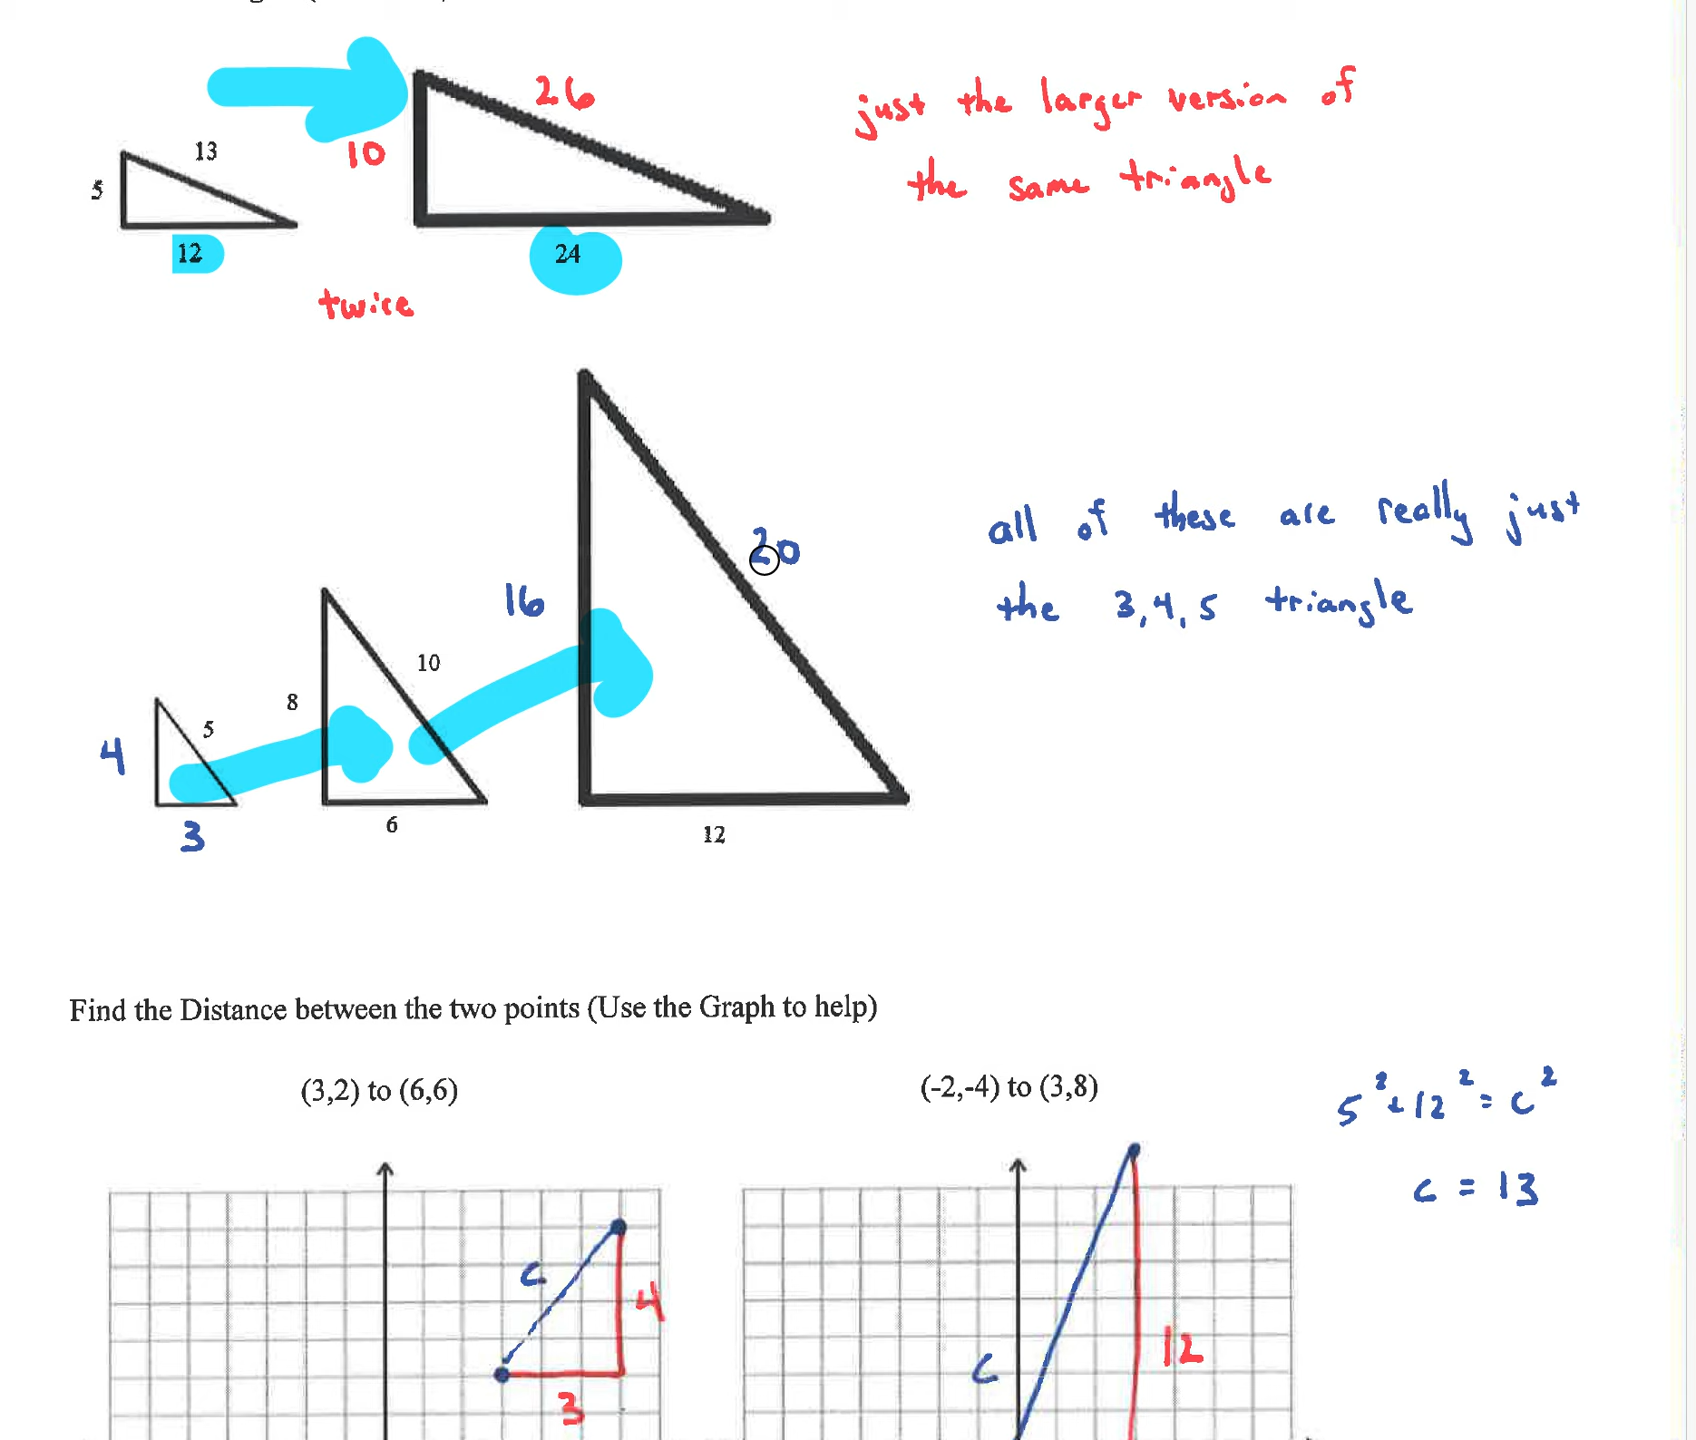 26
just the larger version of
13
10
the same triangle
5
12
24
twice
20
all of these are really just
16
the 3,4,5 triangle
10
8
5
4
3
6
12
Find the Distance between the two points (Use the Graph to help)
(3,2) to (6,6)
(-2,-4) to (3,8)
5² + 12² = c²
c = 13
c
4
3
c
12